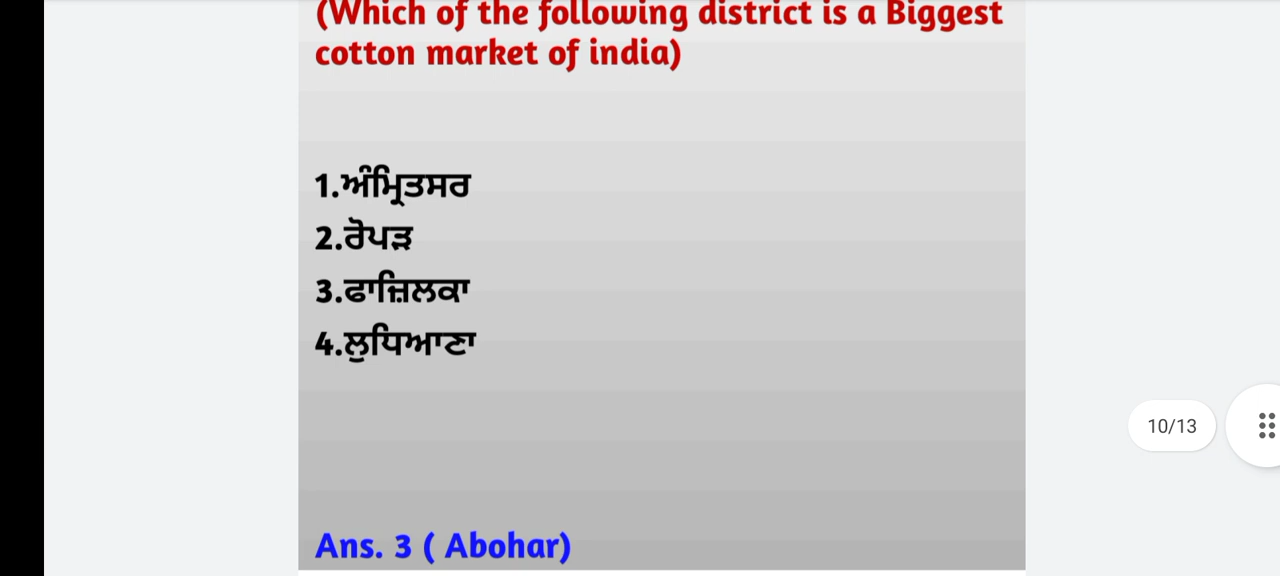 (Which of the following district is a Biggest
cotton market of india)
1.ਅੰਮ੍ਰਿਤਸਰ
2.ਰੋਪੜ
3.ਫਾਜ਼ਿਲਕਾ
4.ਲੁਧਿਆਣਾ
10/13
Ans. 3 ( Abohar)